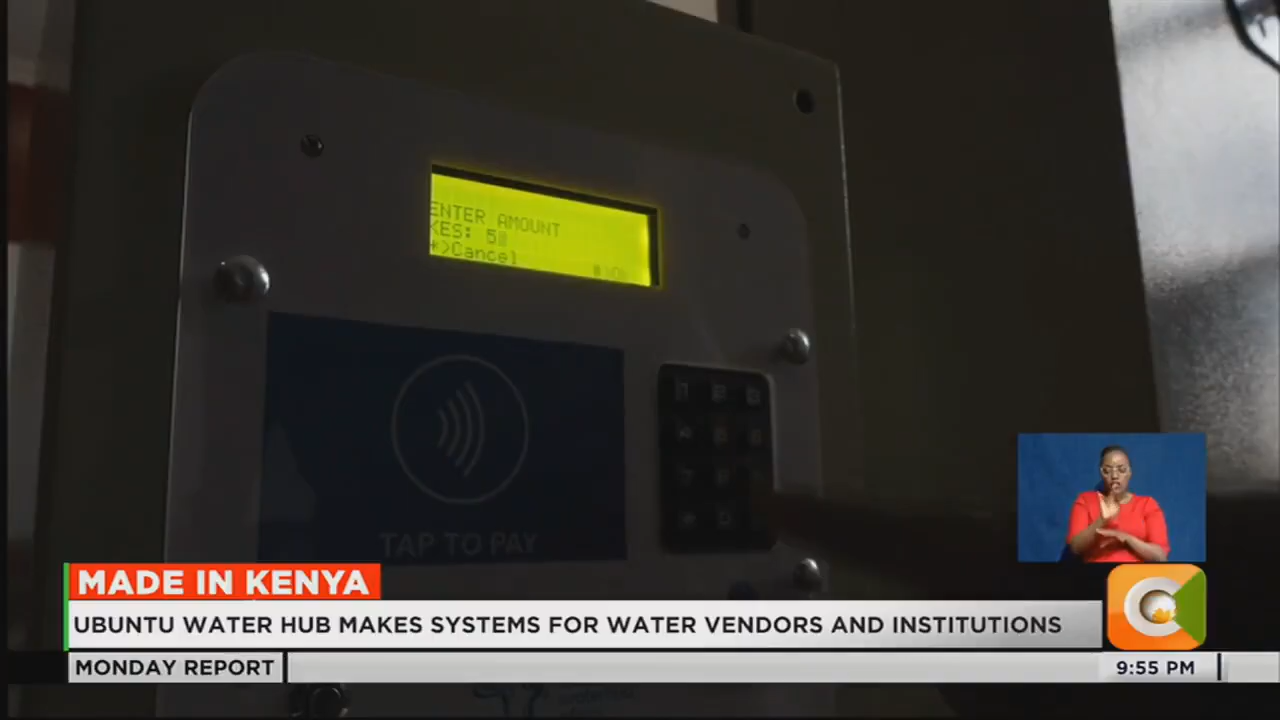 ENTER AMOUNT
KES: 5
*>Cancel
TAP TO PAY
MADE IN KENYA
UBUNTU WATER HUB MAKES SYSTEMS FOR WATER VENDORS AND INSTITUTIONS
MONDAY REPORT
9:55 PM